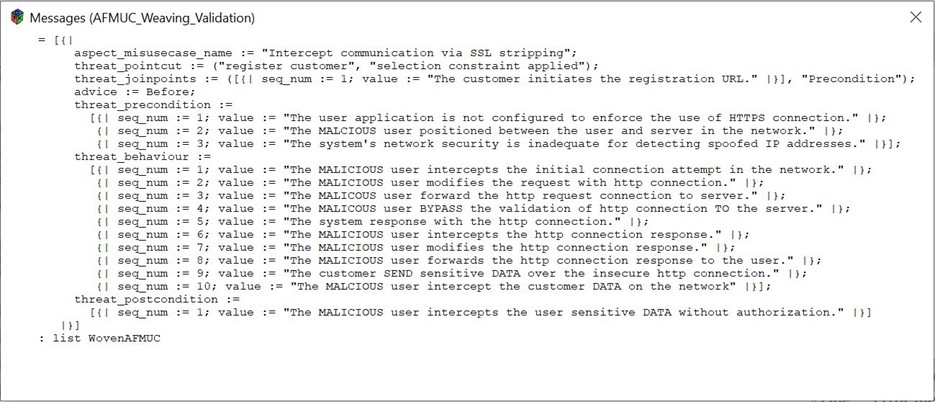 Messages (AFMUC_Weaving_Validation)
= [{|
aspect_misusecase_name := "Intercept communication via SSL stripping";
threat_pointcut := ("register customer", "selection constraint applied");
threat_joinpoints := ([{| seq_num := 1; value := "The customer initiates the registration URL." |}], "Precondition");
advice := Before;
threat_precondition :=
[{| seq_num := 1; value := "The user application is not configured to enforce the use of HTTPS connection." |};
{| seq_num := 2; value := "The MALCIOUS user positioned between the user and server in the network." |};
{| seq_num := 3; value := "The system's network security is inadequate for detecting spoofed IP addresses." |}];
threat_behaviour :=
[{| seq_num := 1; value := "The MALICIOUS user intercepts the initial connection attempt in the network." |};
{| seq_num := 2; value := "The MALICIOUS user modifies the request with http connection." |};
{| seq_num := 3; value := "The MALICIOUS user forward the http request connection to server." |};
{| seq_num := 4; value := "The MALICOUS user BYPASS the validation of http connection TO the server." |};
{| seq_num := 5; value := "The system response with the http connection." |};
{| seq_num := 6; value := "The MALICIOUS user intercepts the http connection response." |};
{| seq_num := 7; value := "The MALICIOUS user modifies the http connection response." |};
{| seq_num := 8; value := "The MALICIOUS user forwards the http connection response to the user." |};
{| seq_num := 9; value := "The customer SEND sensitive DATA over the insecure http connection." |};
{| seq_num := 10; value := "The MALCIOUS user intercept the customer DATA on the network" |}];
threat_postcondition :=
[{| seq_num := 1; value := "The MALICIOUS user intercepts the user sensitive DATA without authorization." |}]
|}]
: list WovenAFMUC